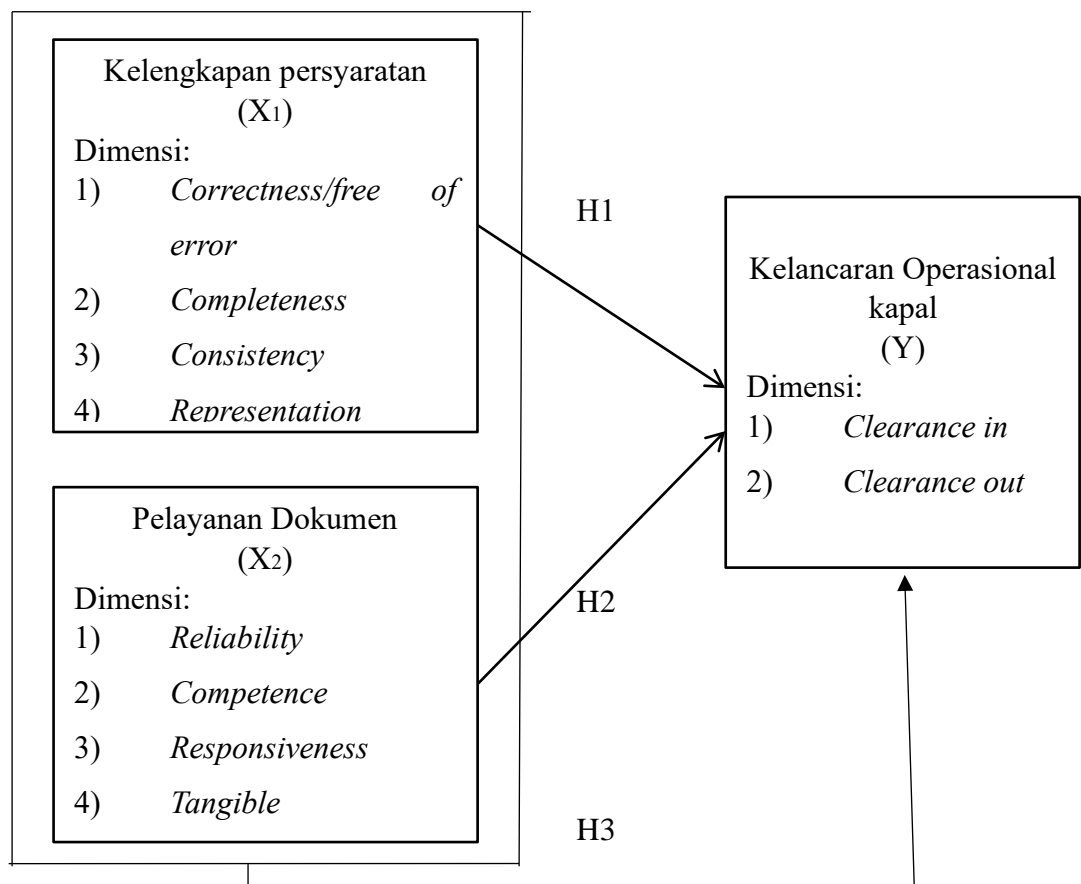 Kelengkapan persyaratan
(X1)
Dimensi:
1) Correctness/free of
error
2) Completeness
3) Consistency
4) Representation
H1
Kelancaran Operasional
kapal
(Y)
Dimensi:
1) Clearance in
2) Clearance out
Pelayanan Dokumen
(X2)
Dimensi:
1) Reliability
2) Competence
3) Responsiveness
4) Tangible
H2
H3